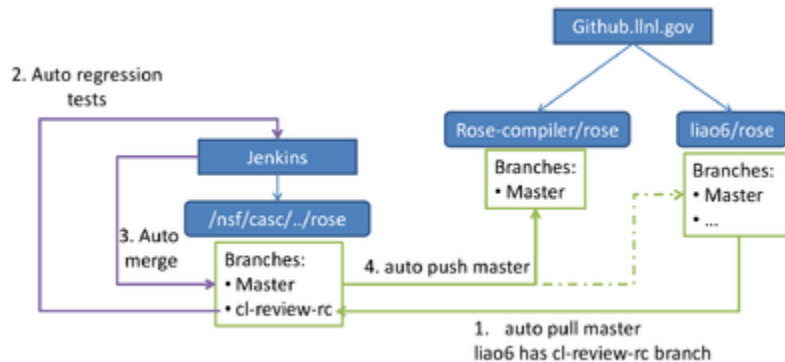 Github.llnl.gov
2. Auto regression
tests
Rose-compiler/rose
liao6/rose
Jenkins
Branches:
• Master
Branches:
• Master
• ...
/nsf/casc/../rose
3. Auto
merge
Branches:
• Master
• cl-review-rc
4. auto push master
1. auto pull master
liao6 has cl-review-rc branch